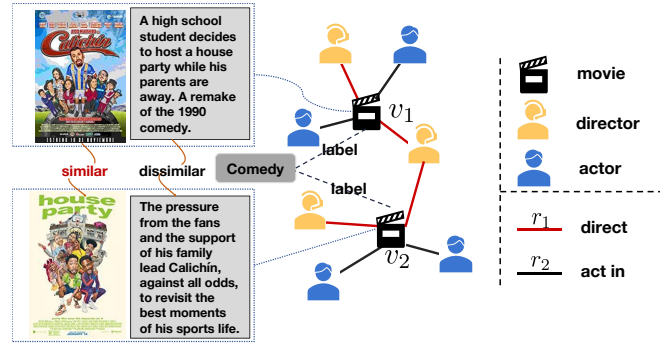 Calichín
A high school
student decides
to host a house
party while his
parents are
away. A remake
of the 1990
comedy.
similar
dissimilar
house
party
The pressure
from the fans
and the support
of his family
lead Calichín,
against all odds,
to revisit the
best moments
of his sports life.
Comedy
label
label
v1
v2
movie
director
actor
r1
direct
r2
act in